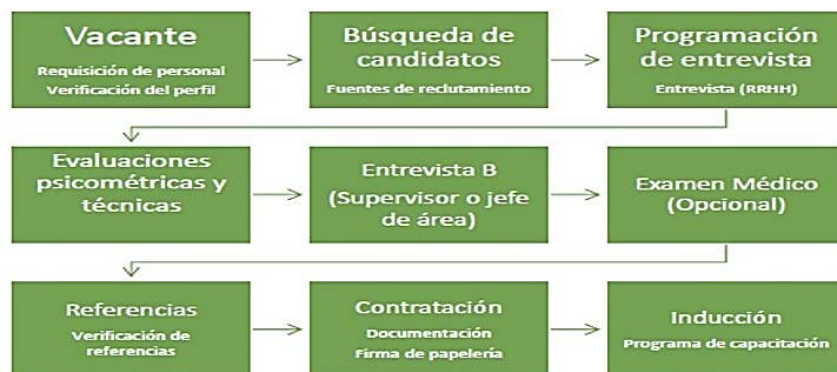 Vacante
Requisición de personal
Verificación del perfil
Búsqueda de
candidatos
Fuentes de reclutamiento
Programación
de entrevista
Entrevista (RRHH)
Evaluaciones
psicométricas y
técnicas
Entrevista B
(Supervisor o jefe
de área)
Examen Médico
(Opcional)
Referencias
Verificación de
referencias
Contratación
Documentación
Firma de papelería
Inducción
Programa de capacitación